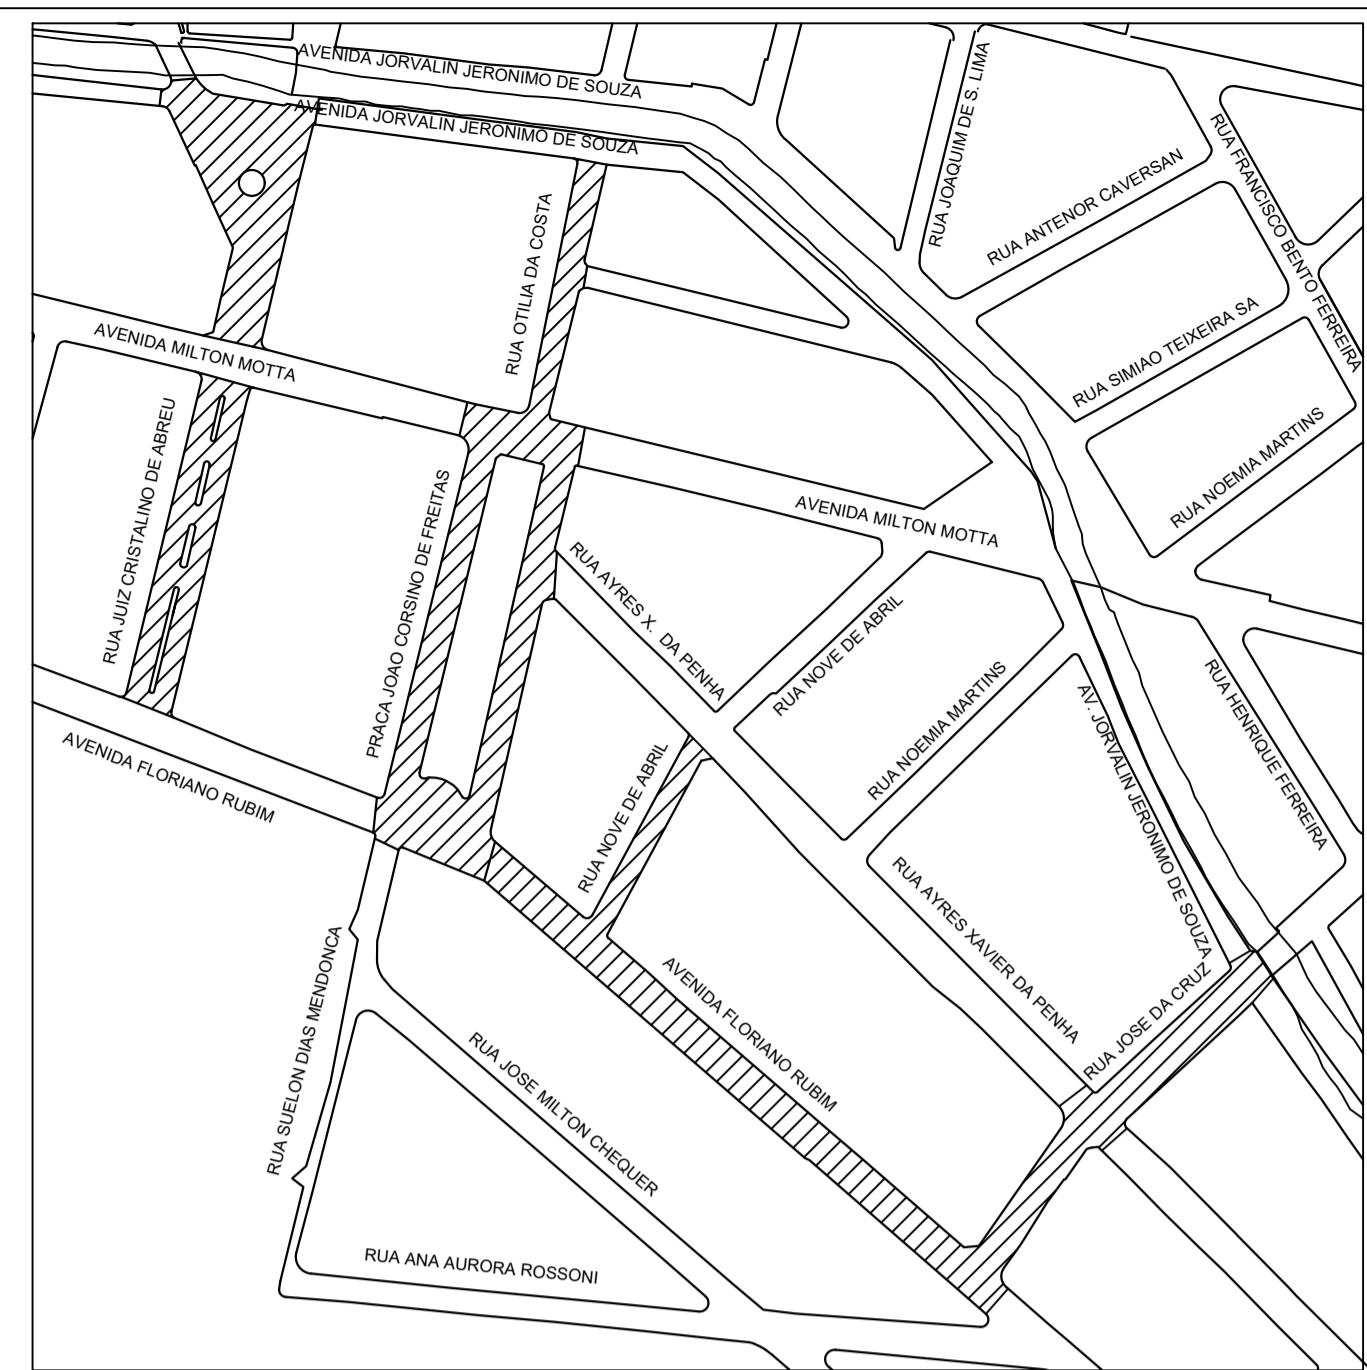 AVENIDA JORVALIN JERONIMO DE SOUZA
AVENIDA JORVALIN JERONIMO DE SOUZA
RUA JOAQUIM DE S. LIMA
RUA ANTENOR CAVERSAN
RUA FRANCISCO BENTO FERREIRA
RUA OTILIA DA COSTA
RUA SIMIAO TEIXEIRA SA
AVENIDA MILTON MOTTA
RUA NOEMIA MARTINS
RUA JUIZ CRISTALINO DE ABREU
PRACA JOAO CORSINO DE FREITAS
AVENIDA MILTON MOTTA
RUA AYRES X. DA PENHA
RUA NOVE DE ABRIL
RUA NOEMIA MARTINS
AV. JORVALIN JERONIMO DE SOUZA
RUA HENRIQUE FERREIRA
AVENIDA FLORIANO RUBIM
RUA NOVE DE ABRIL
RUA AYRES XAVIER DA PENHA
RUA SUELON DIAS MENDONCA
AVENIDA FLORIANO RUBIM
RUA JOSE DA CRUZ
RUA JOSE MILTON CHEQUER
RUA ANA AURORA ROSSONI